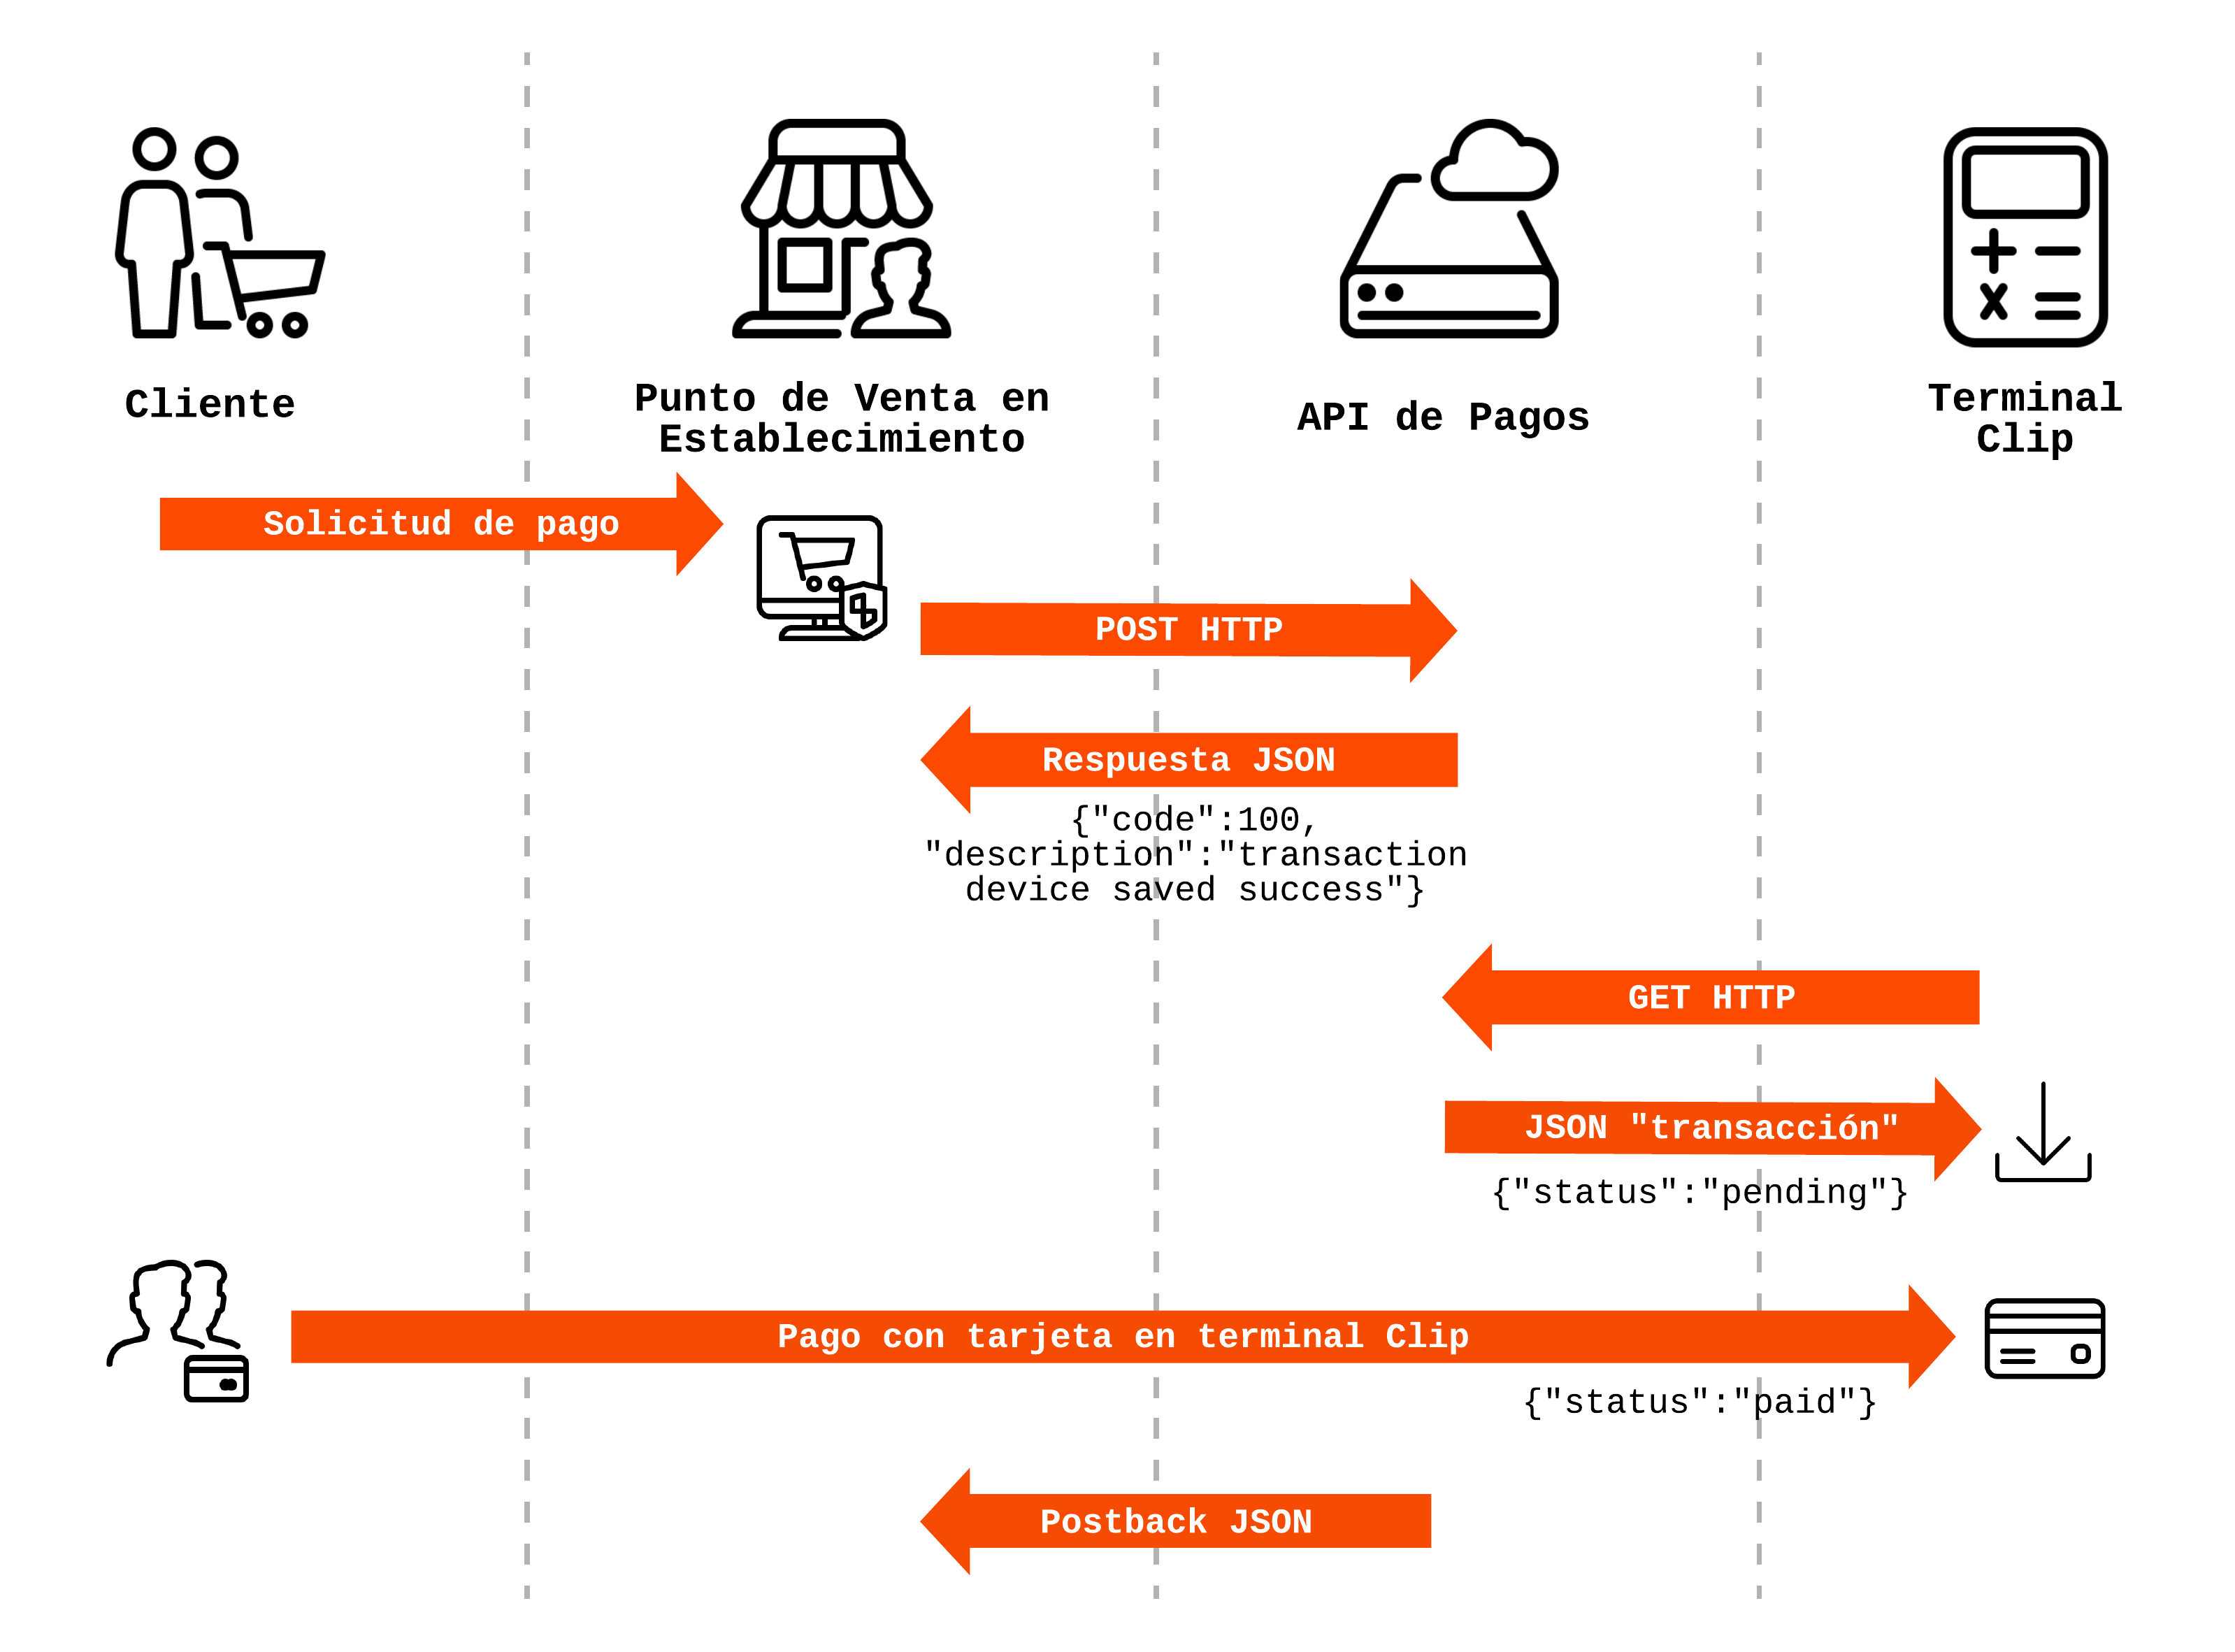 Cliente
Punto de Venta en
Establecimiento
API de Pagos
Terminal
Clip
Solicitud de pago
POST HTTP
Respuesta JSON
{"code":100,
"description":"transaction
device saved success"}
GET HTTP
JSON "transacción"
{"status":"pending"}
Pago con tarjeta en terminal Clip
{"status":"paid"}
Postback JSON